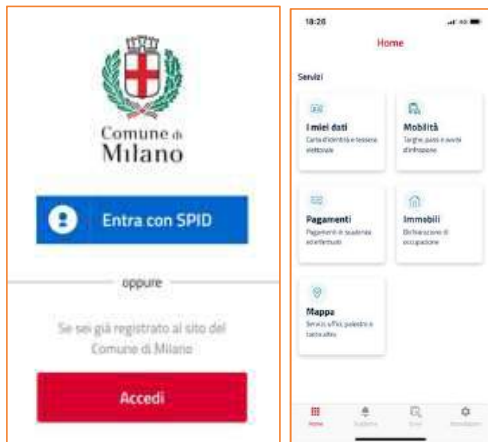 Comune di
Milano
Entra con SPID
oppure
Se sei già registrato al sito del
Comune di Milano
Accedi
18:26
4G
Home
Servizi
I miei dati
Carta d'identità e tessera
elettorale
Mobilità
Targhe, pass e avvisi
d'infrazione
Pagamenti
Pagamenti in scadenza
ed effettuati
Immobili
Dichiarazione di
occupazione
Mappa
Servizi, uffici, palestre e
tanto altro
Home